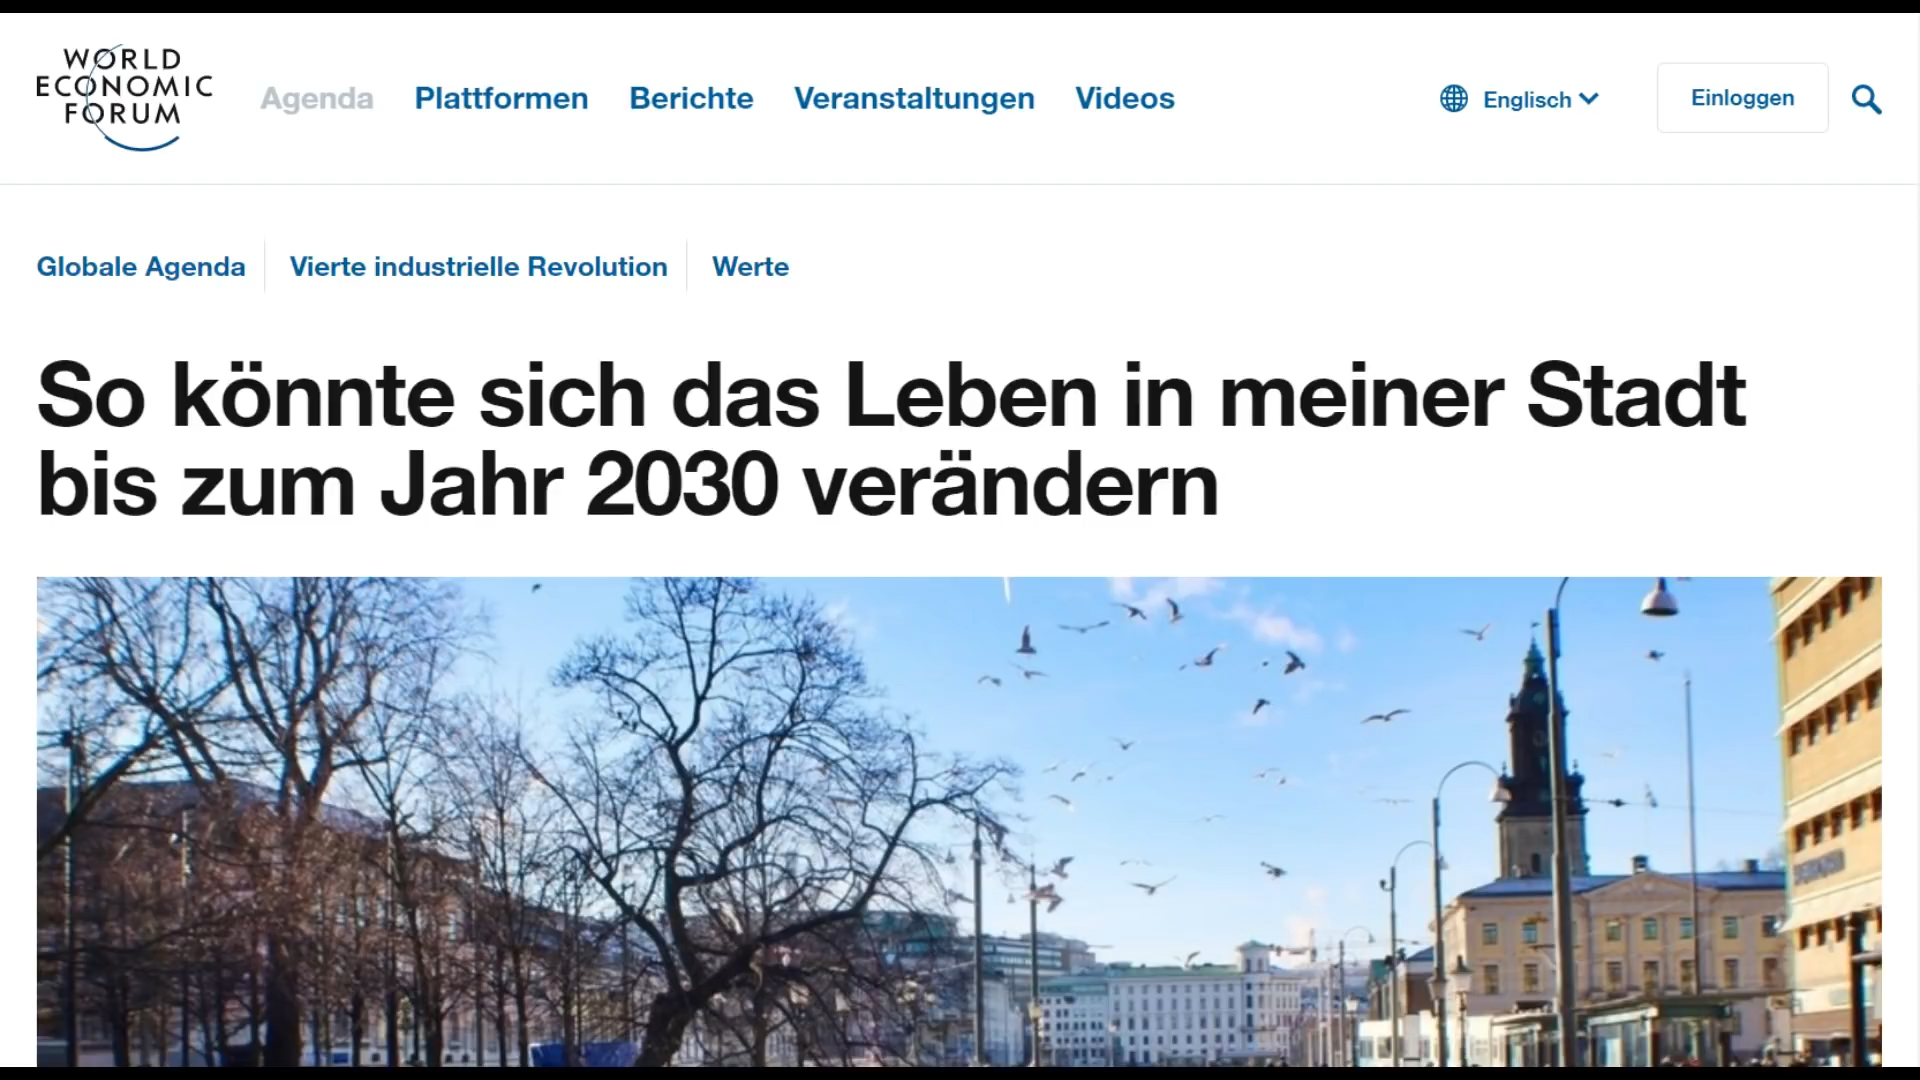 WORLD
ECONOMIC
FORUM
Agenda Plattformen Berichte Veranstaltungen Videos Englisch Einloggen
Globale Agenda Vierte industrielle Revolution Werte
So könnte sich das Leben in meiner Stadt
bis zum Jahr 2030 verändern